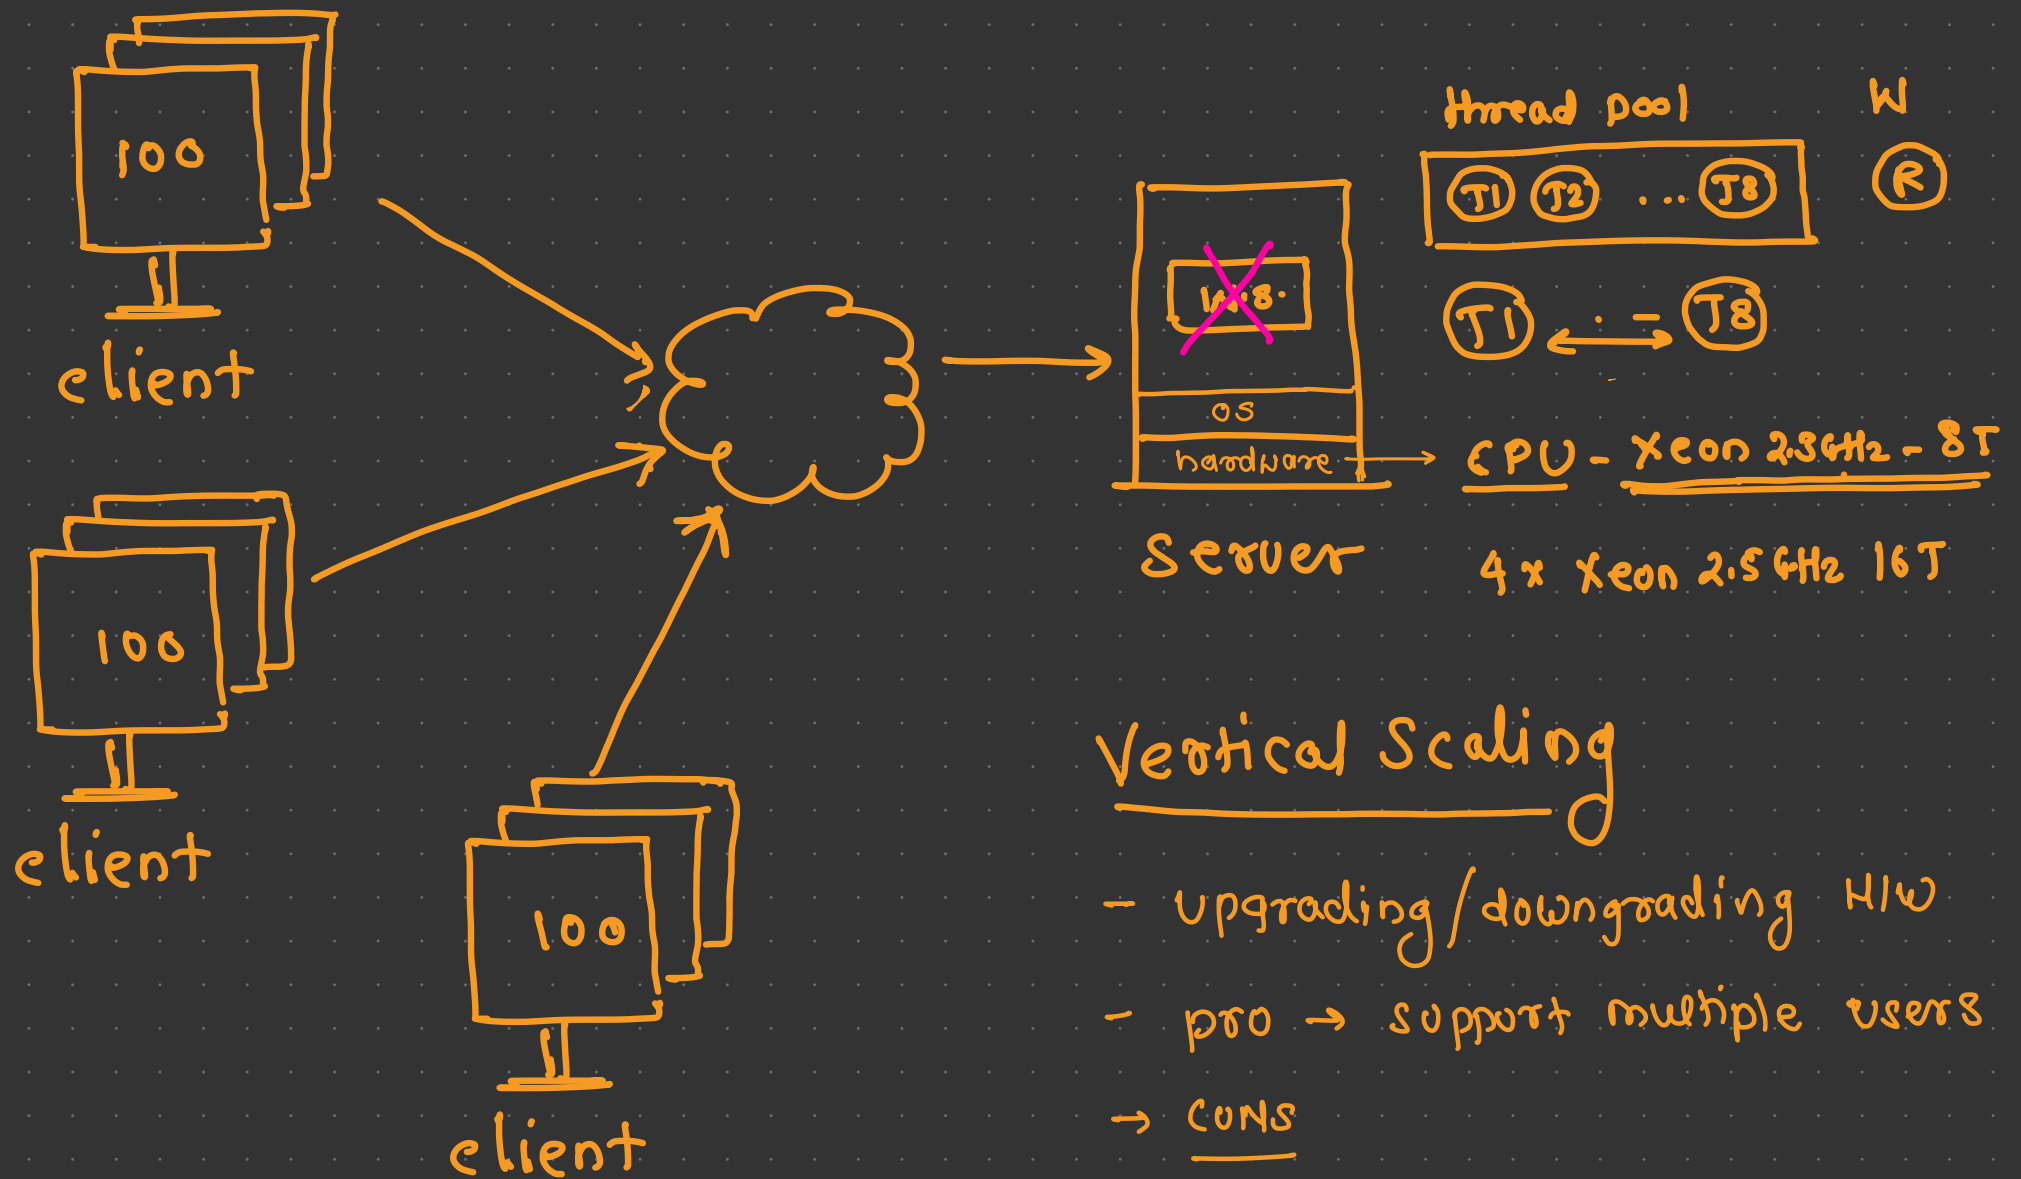 100
client
100
client
100
client
OS
hardware
Server
thread pool
W
T1 T2 ... T8
R
T1 . - T8
CPU - Xeon 2.3GHz - 8T
4x Xeon 2.5GHz 16T
Vertical Scaling
- upgrading/downgrading H/W
- pro → support multiple users
→ cons